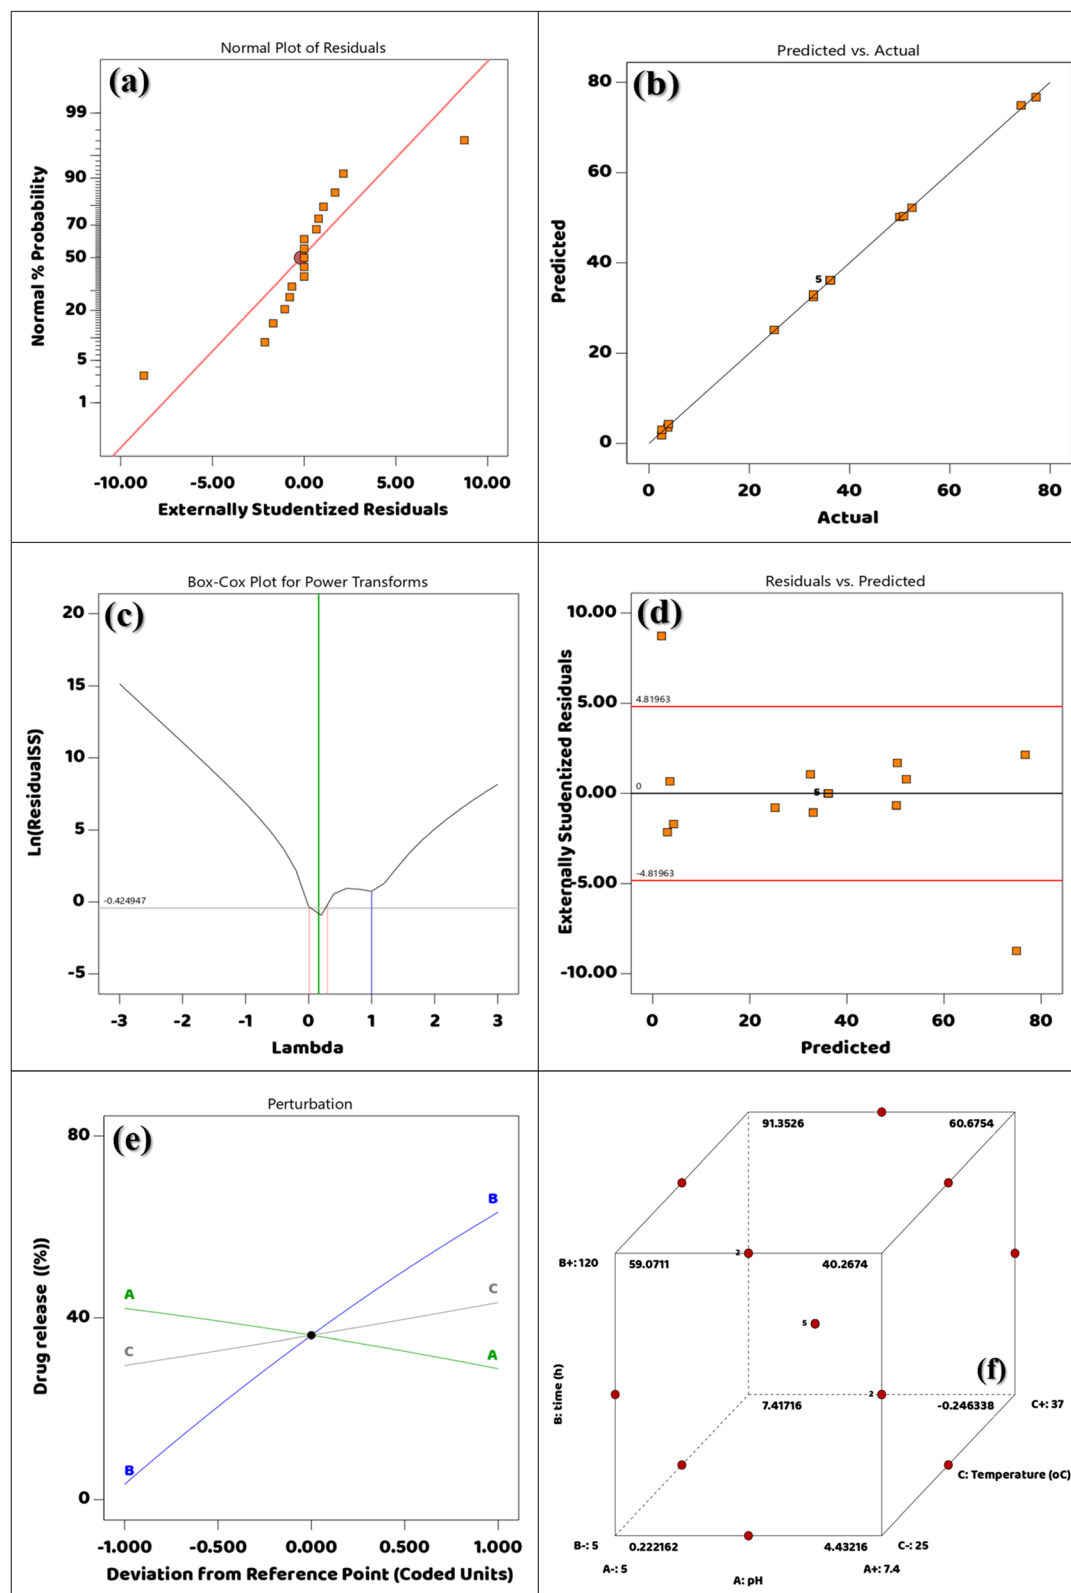 Normal Plot of Residuals
(a)
Normal % Probability
99
90
70
50
20
5
1
-10.00 -5.00 0.00 5.00 10.00
Externally Studentized Residuals
Predicted vs. Actual
(b)
Predicted
80
60
40
20
0
5
0 20 40 60 80
Actual
Box-Cox Plot for Power Transforms
(c)
Ln(ResidualSS)
20
15
10
5
0
-5
-0.424947
-3 -2 -1 0 1 2 3
Lambda
Residuals vs. Predicted
(d)
Externally Studentized Residuals
10.00
5.00
0.00
-5.00
-10.00
4.81963
0
5
-4.81963
0 20 40 60 80
Predicted
Perturbation
(e)
Drug release ((%))
80
40
0
A
C
B
B
C
A
-1.000 -0.500 0.000 0.500 1.000
Deviation from Reference Point (Coded Units)
91.3526 60.6754
B+: 120 59.0711 2 40.2674
5
B: time (h)
(f)
2
7.41716 -0.246338 C+: 37
C: Temperature (oC)
B-: 5 0.222162 4.43216 C-: 25
A-: 5 A+: 7.4
A: pH